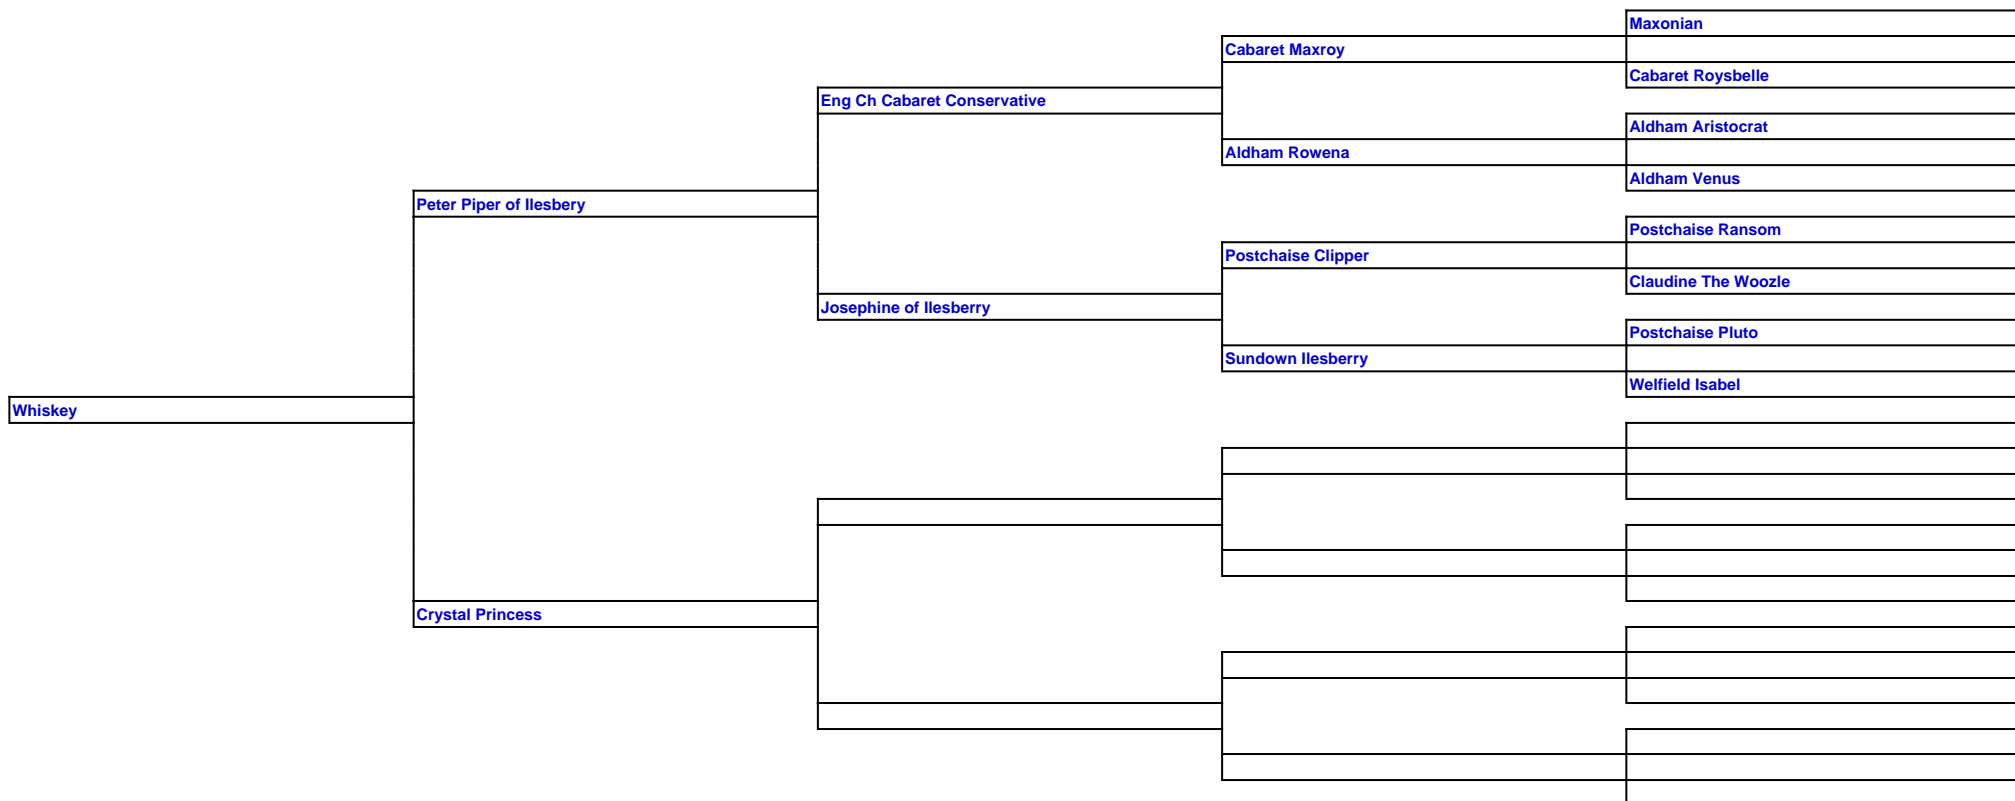 Maxonian
Cabaret Maxroy
Cabaret Roysbelle
Eng Ch Cabaret Conservative
Aldham Aristocrat
Aldham Rowena
Aldham Venus
Peter Piper of Ilesbery
Postchaise Ransom
Postchaise Clipper
Claudine The Woozle
Josephine of Ilesberry
Postchaise Pluto
Sundown Ilesberry
Welfield Isabel
Whiskey
Crystal Princess